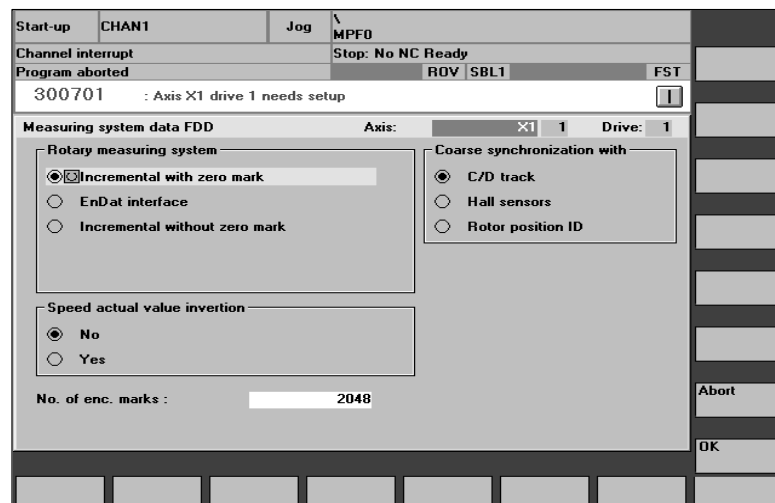 Start-up CHAN1 Jog \
MPF0
Channel interrupt Stop: No NC Ready
Program aborted ROV SBL1 FST
300701 : Axis X1 drive 1 needs setup
Measuring system data FDD Axis: X1 1 Drive: 1
Rotary measuring system
Incremental with zero mark
EnDat interface
Incremental without zero mark
Coarse synchronization with
C/D track
Hall sensors
Rotor position ID
Speed actual value invertion
No
Yes
No. of enc. marks : 2048
Abort
OK